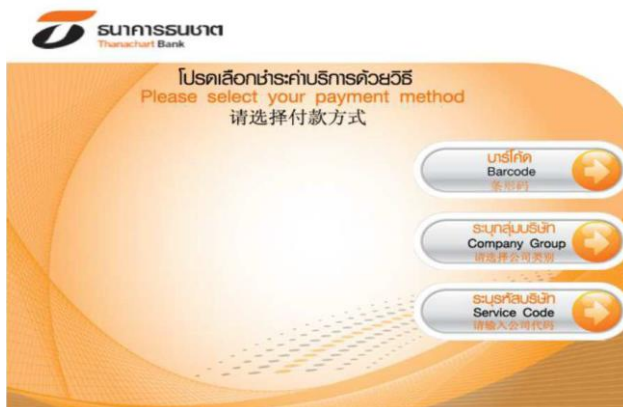 ธนาคารธนชาต
Thanachart Bank
โปรดเลือกชำระค่าบริการด้วยวิธี
Please select your payment method
请选择付款方式
บาร์โค้ด
Barcode
条形码
ระบุกลุ่มบริษัท
Company Group
请选择公司类别
ระบุรหัสบริษัท
Service Code
请输入公司代码